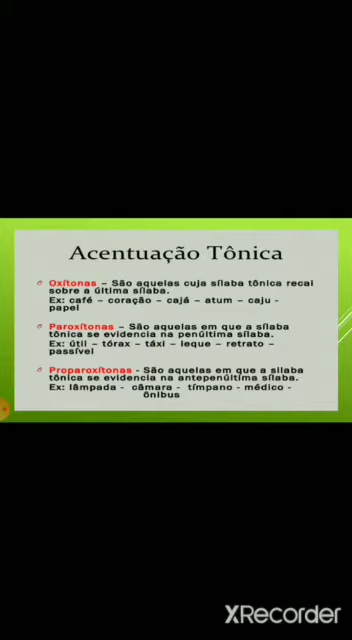 Acentuação Tônica
Oxítonas – São aquelas cuja sílaba tônica recai
sobre a última sílaba.
Ex: café – coração – cajá – atum – caju -
papel
Paroxítonas – São aquelas em que a sílaba
tônica se evidencia na penúltima sílaba.
Ex: útil – tórax – táxi – leque – retrato –
passível
Proparoxítonas - São aquelas em que a silaba
tônica se evidencia na antepenúltima sílaba.
Ex: lâmpada - câmara - tímpano - médico -
ônibus
XRecorder